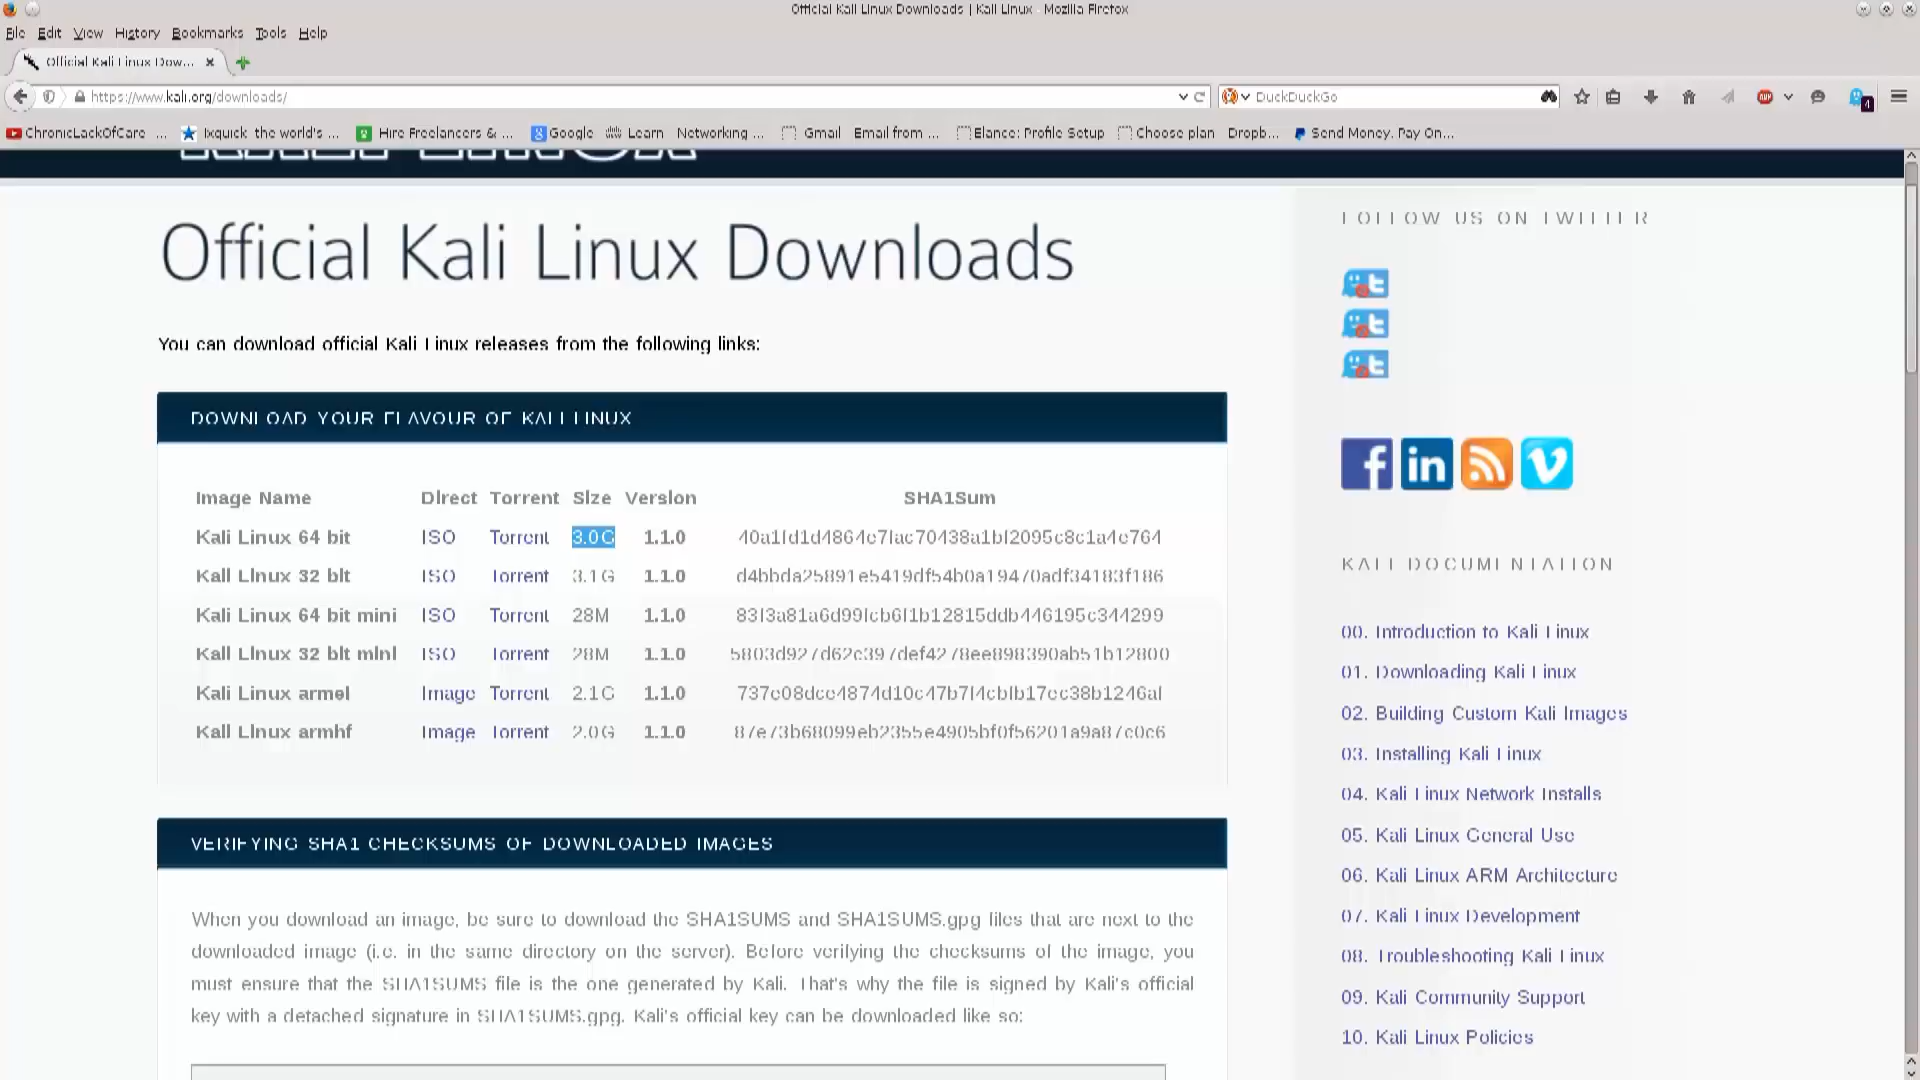 Official Kali Linux Downloads | Kali Linux - Mozilla Firefox
File Edit View History Bookmarks Tools Help
Official Kali Linux Dow...
https://www.kali.org/downloads/
DuckDuckGo
4
ChronicLackOfCare ... Ixquick the world's ... Hire Freelancers & ... Google Learn Networking ... Gmail Email from ... Elance: Profile Setup Choose plan Dropb... Send Money, Pay On...
Official Kali Linux Downloads
You can download official Kali Linux releases from the following links:
DOWNLOAD YOUR FLAVOUR OF KALI LINUX
Image Name Direct Torrent Size Version SHA1Sum
Kali Linux 64 bit ISO Torrent 3.0G 1.1.0
Kali Linux 32 bit ISO Torrent 3.1G 1.1.0 d4bbda25891e5419df54b0a19470adf34183f186
Kali Linux 64 bit mini ISO Torrent 28M 1.1.0
Kali Linux 32 bit mini ISO Torrent 28M 1.1.0 5803d927d62c397def4278ee898390ab51b12800
Kali Linux armel Image Torrent 2.1G 1.1.0
Kali Linux armhf Image Torrent 2.0G 1.1.0 87e73b68099eb2355e4905bf0f56201a9a87c0c6
VERIFYING SHA1 CHECKSUMS OF DOWNLOADED IMAGES
When you download an image, be sure to download the SHA1SUMS and SHA1SUMS.gpg files that are next to the
downloaded image (i.e. in the same directory on the server). Before verifying the checksums of the image, you
must ensure that the SHA1SUMS file is the one generated by Kali. That's why the file is signed by Kali's official
key with a detached signature in SHA1SUMS.gpg. Kali's official key can be downloaded like so:
FOLLOW US ON TWITTER
KALI DOCUMENTATION
00. Introduction to Kali Linux
01. Downloading Kali Linux
02. Building Custom Kali Images
03. Installing Kali Linux
04. Kali Linux Network Installs
05. Kali Linux General Use
06. Kali Linux ARM Architecture
07. Kali Linux Development
08. Troubleshooting Kali Linux
09. Kali Community Support
10. Kali Linux Policies